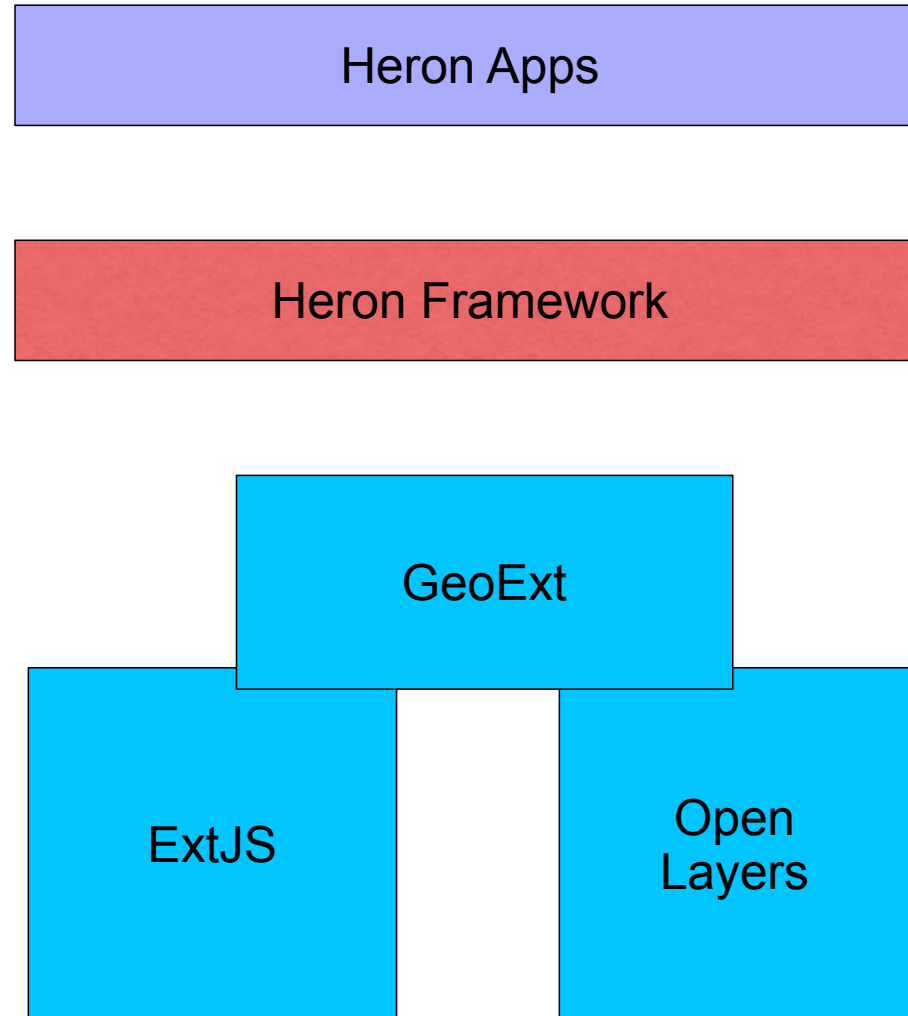 Heron Apps
Heron Framework
GeoExt
ExtJS
Open
Layers